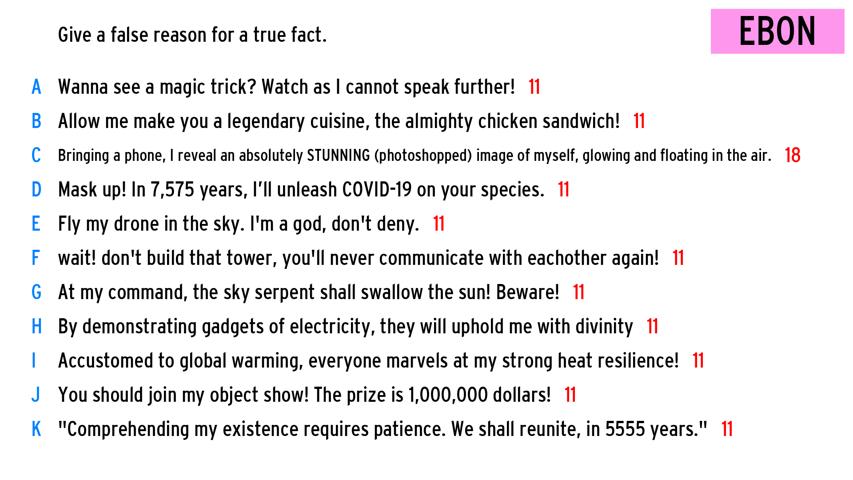 Give a false reason for a true fact.
EBON
A Wanna see a magic trick? Watch as I cannot speak further! 11
B Allow me make you a legendary cuisine, the almighty chicken sandwich! 11
C Bringing a phone, I reveal an absolutely STUNNING (photoshopped) image of myself, glowing and floating in the air. 18
D Mask up! In 7,575 years, I'll unleash COVID-19 on your species. 11
E Fly my drone in the sky. I'm a god, don't deny. 11
F wait! don't build that tower, you'll never communicate with eachother again! 11
G At my command, the sky serpent shall swallow the sun! Beware! 11
H By demonstrating gadgets of electricity, they will uphold me with divinity 11
I Accustomed to global warming, everyone marvels at my strong heat resilience! 11
J You should join my object show! The prize is 1,000,000 dollars! 11
K "Comprehending my existence requires patience. We shall reunite, in 5555 years." 11